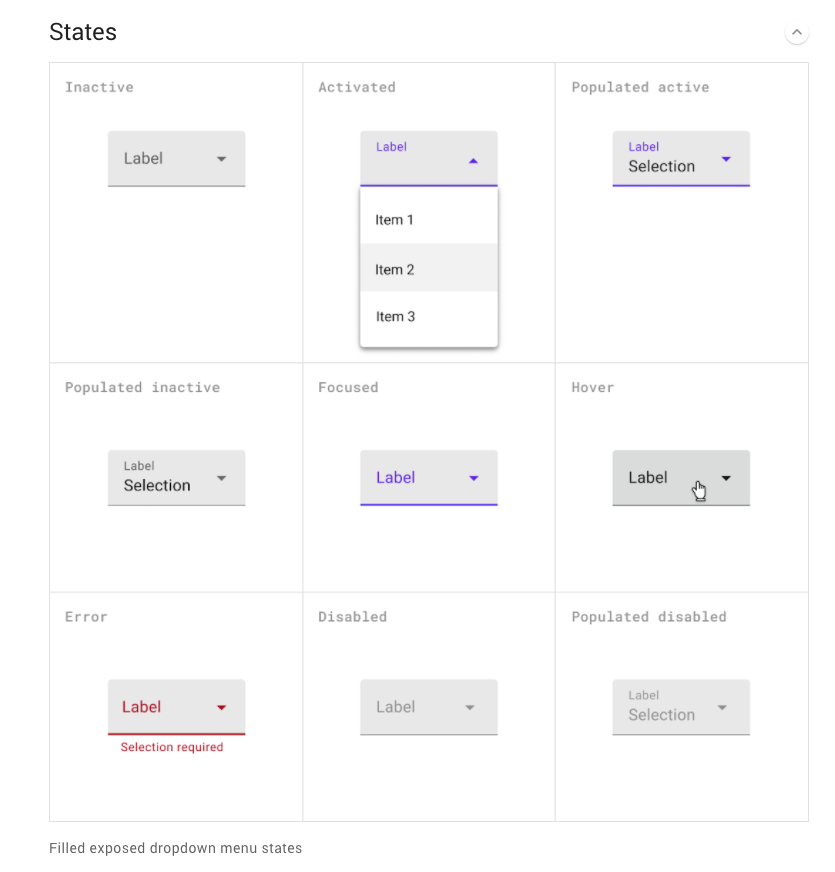 States
Inactive
Activated
Populated active
Label
Label
Label
Selection
Item 1
Item 2
Item 3
Populated inactive
Focused
Hover
Label
Selection
Label
Label
Error
Disabled
Populated disabled
Label
Selection required
Label
Label
Selection
Filled exposed dropdown menu states